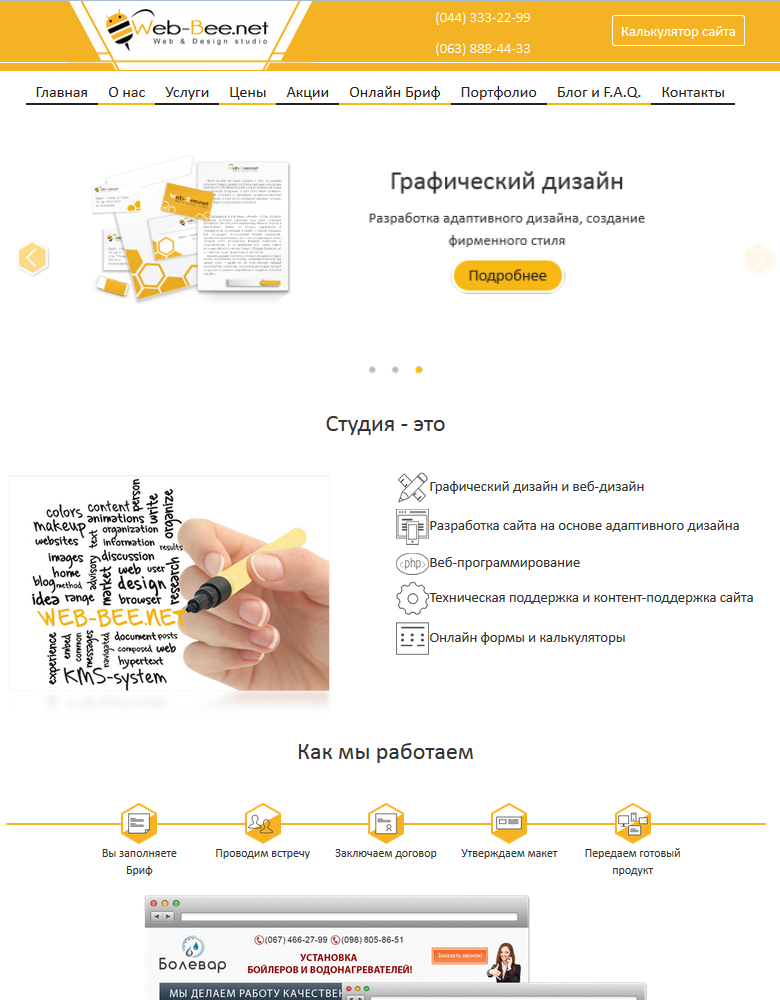 Web-Bee.net
Web & Design studio
(044) 333-22-99
(063) 888-44-33
Калькулятор сайта
Главная О нас Услуги Цены Акции Онлайн Бриф Портфолио Блог и F.A.Q. Контакты
Графический дизайн
Разработка адаптивного дизайна, создание
фирменного стиля
Подробнее
Студия - это
colors content person
makeup animations write organize
websites text organization
information results
images advisory discussion
home market web user research
blog method design
idea range browser
WEB-BEE.NET
experience embed common messages navigated document posts
composed web
hypertext
KMS-system
Графический дизайн и веб-дизайн
Разработка сайта на основе адаптивного дизайна
php Веб-программирование
Техническая поддержка и контент-поддержка сайта
Онлайн формы и калькуляторы
Как мы работаем
Вы заполняете
Бриф
Проводим встречу
Заключаем договор
Утверждаем макет
Передаем готовый
продукт
Болевар
(067) 466-27-99 (098) 805-86-51
УСТАНОВКА
БОЙЛЕРОВ И ВОДОНАГРЕВАТЕЛЕЙ!
Заказать звонок!
МЫ ДЕЛАЕМ РАБОТУ КАЧЕСТВЕН